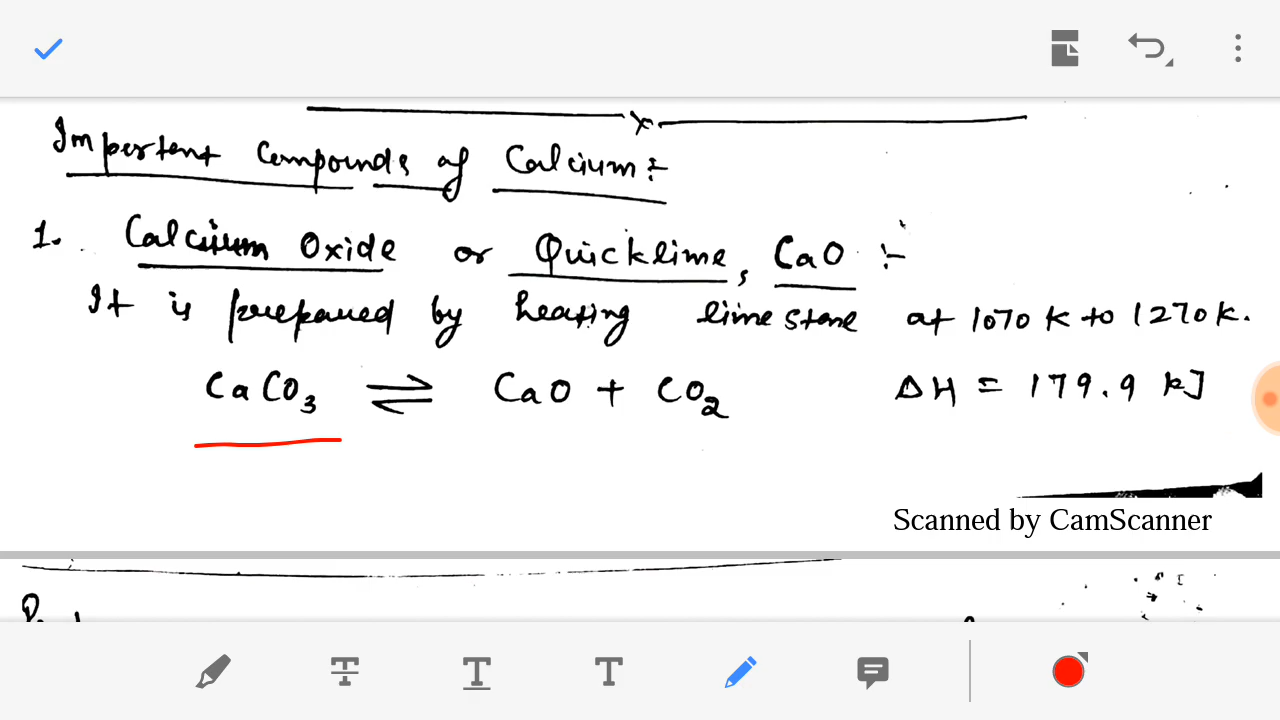 Important Compounds of Calcium:-
1. Calcium Oxide or Quicklime, CaO :-
It is prepared by heating lime stone at 1070 K to 1270 K.
CaCO₃ ⇌ CaO + CO₂ ΔH = 179.9 kJ
Scanned by CamScanner